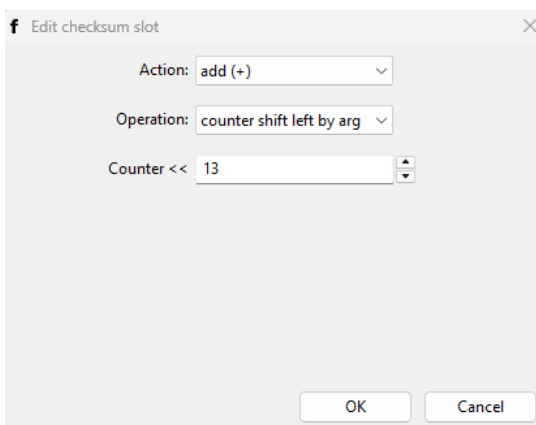 f Edit checksum slot
Action: add (+)
Operation: counter shift left by arg
Counter << 13
OK Cancel